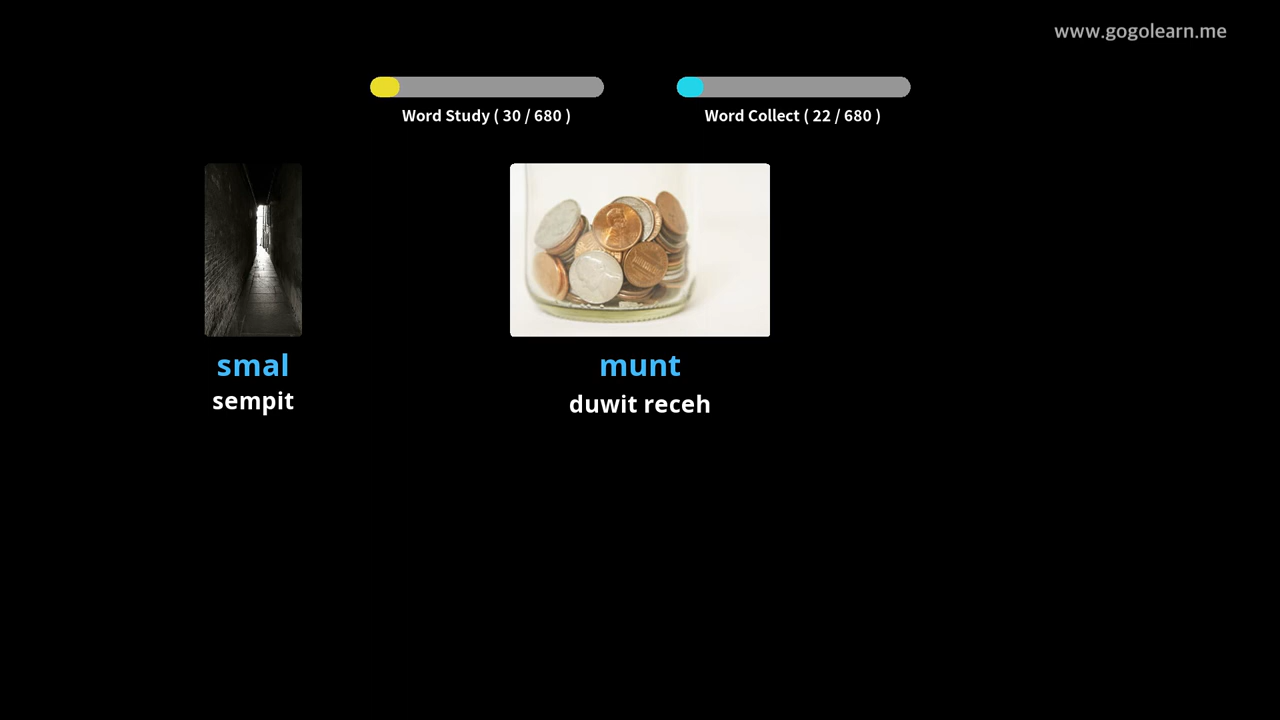 www.gogolearn.me
Word Study ( 30 / 680 )
Word Collect ( 22 / 680 )
smal
sempit
munt
duwit receh